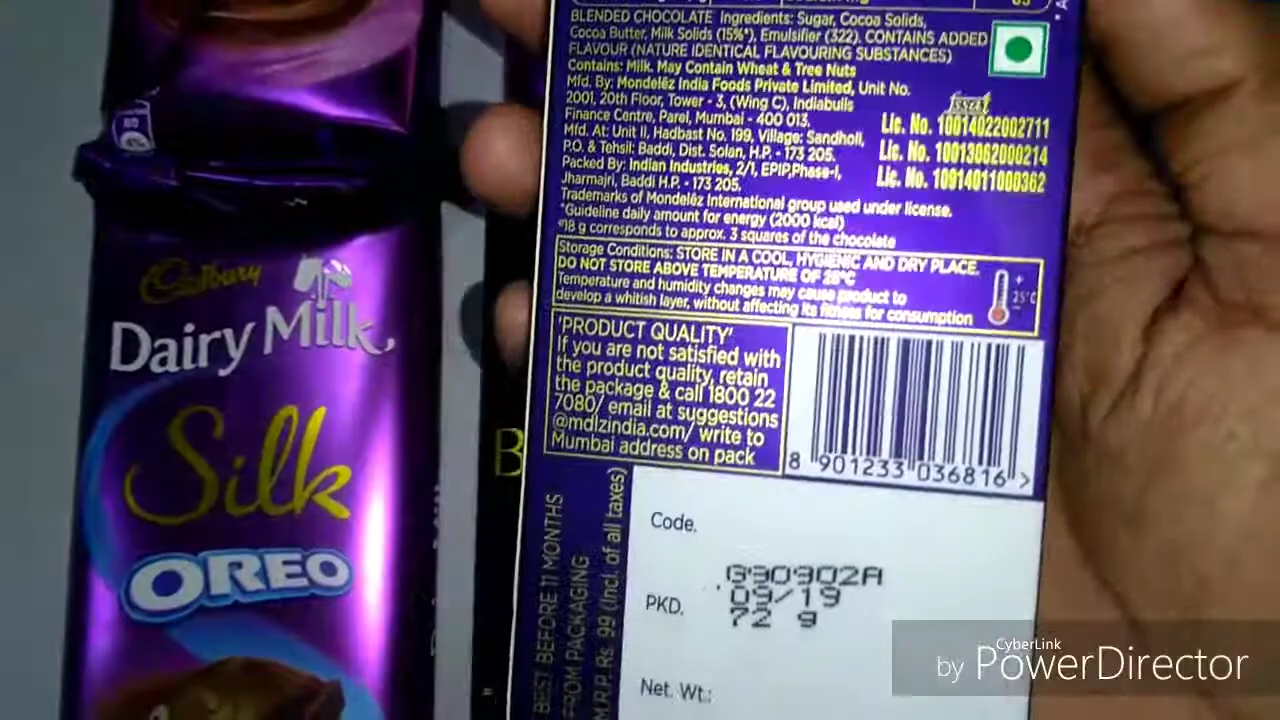 Cadbury
Dairy Milk
Silk
OREO
BLENDED CHOCOLATE Ingredients: Sugar, Cocoa Solids,
Cocoa Butter, Milk Solids (15%*), Emulsifier (322). CONTAINS ADDED
FLAVOUR (NATURE IDENTICAL FLAVOURING SUBSTANCES)
Contains: Milk. May Contain Wheat & Tree Nuts
Mfd. By: Mondelēz India Foods Private Limited, Unit No.
2001, 20th Floor, Tower - 3, (Wing C), Indiabulls
Finance Centre, Parel, Mumbai - 400 013.
Mfd. At: Unit II, Hadbast No. 199, Village: Sandholi,
P.O. & Tehsil: Baddi, Dist. Solan, H.P. - 173 205.
Packed By: Indian Industries, 2/1, EPIP, Phase-I,
Jharmajri, Baddi H.P. - 173 205.
Trademarks of Mondelēz International group used under license.
*Guideline daily amount for energy (2000 kcal)
18 g corresponds to approx. 3 squares of the chocolate
fssai
Lic. No. 10014022002711
Lic. No. 10013062000214
Lic. No. 10014011000362
Storage Conditions: STORE IN A COOL, HYGIENIC AND DRY PLACE.
DO NOT STORE ABOVE TEMPERATURE OF 25°C
Temperature and humidity changes may cause product to
develop a whitish layer, without affecting its fitness for consumption
+
25°C
-
'PRODUCT QUALITY'
If you are not satisfied with
the product quality, retain
the package & call 1800 22
7080/ email at suggestions
@mdlzindia.com/ write to
Mumbai address on pack
8 901233 036816 >
BEST BEFORE 11 MONTHS
FROM PACKAGING
M.R.P. Rs. 99 (Incl. of all taxes)
Code.
G90902A
PKD. 09/19
72 g
Net. Wt.:
B
by CyberLink
PowerDirector